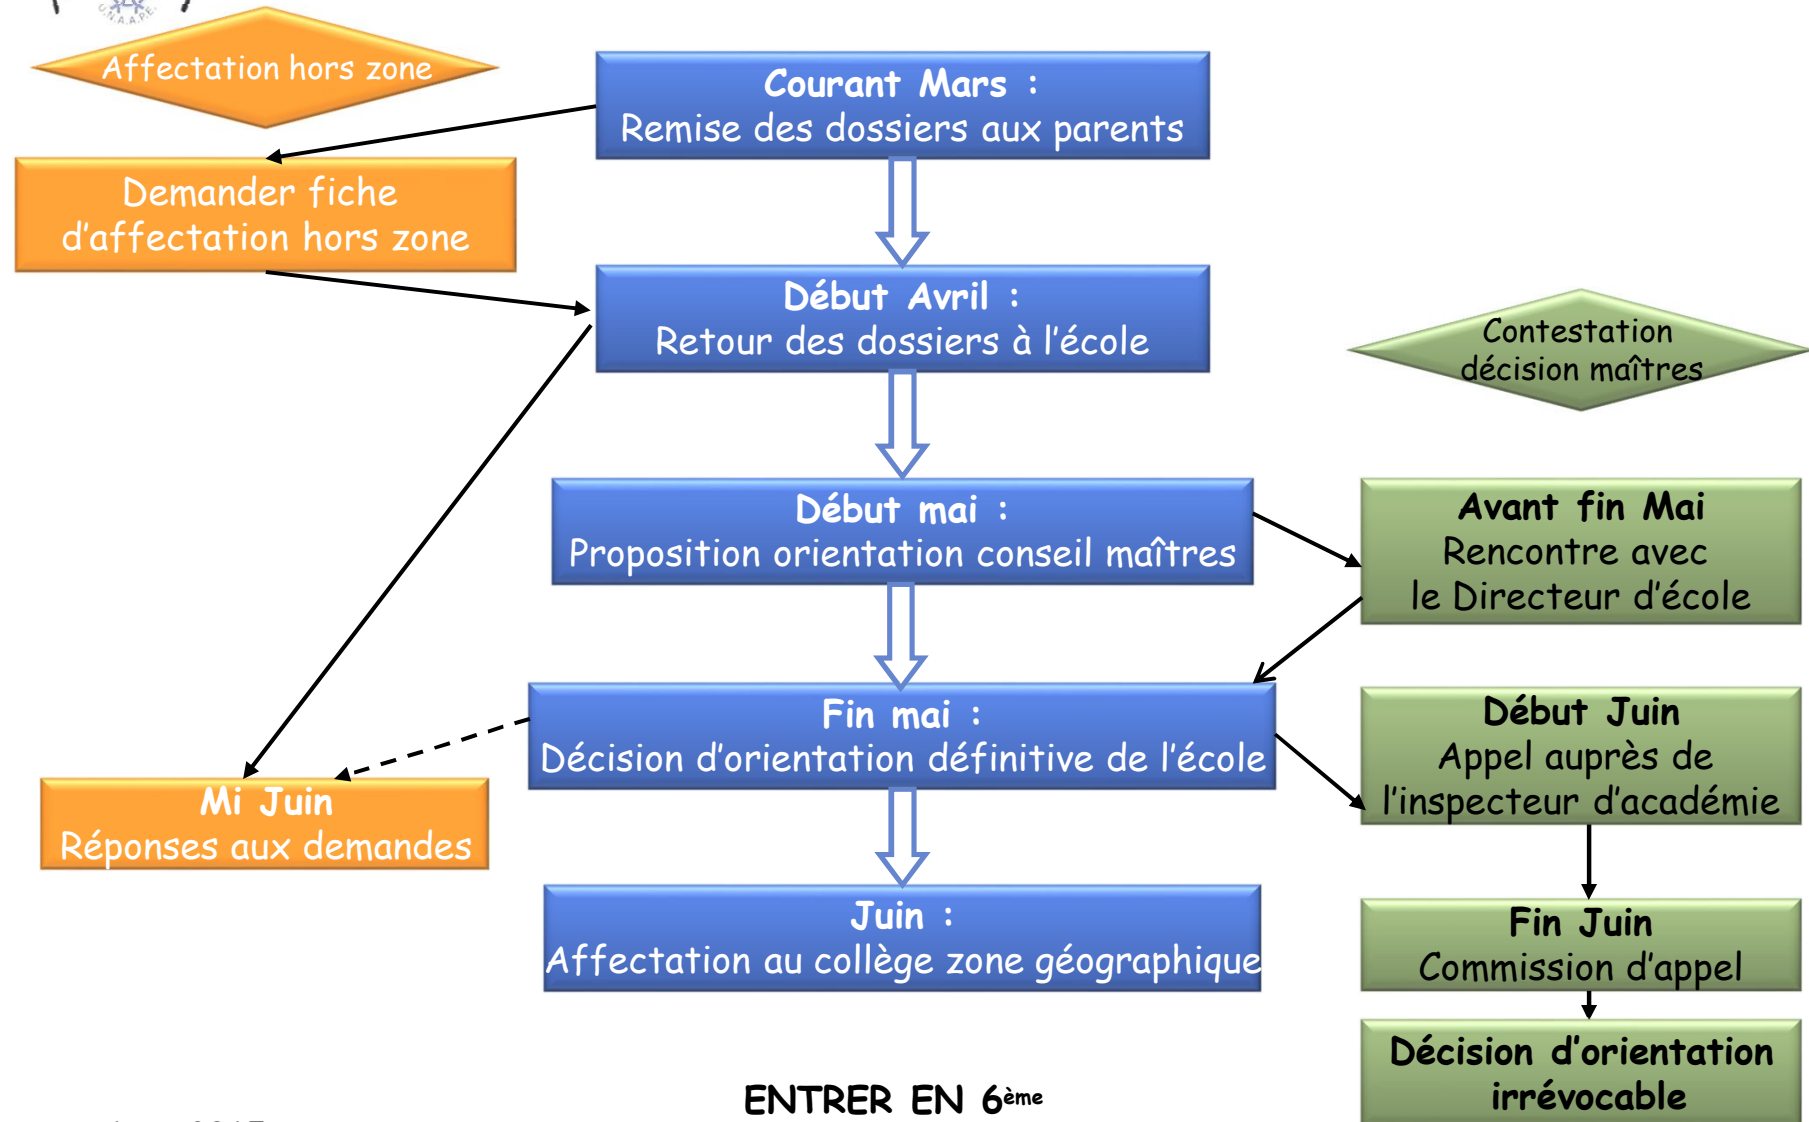 U.N.A.A.P.E.
Affectation hors zone
Courant Mars :
Remise des dossiers aux parents
Demander fiche
d'affectation hors zone
Début Avril :
Retour des dossiers à l'école
Contestation
décision maîtres
Début mai :
Proposition orientation conseil maîtres
Avant fin Mai
Rencontre avec
le Directeur d'école
Fin mai :
Décision d'orientation définitive de l'école
Début Juin
Appel auprès de
l'inspecteur d'académie
Mi Juin
Réponses aux demandes
Juin :
Affectation au collège zone géographique
Fin Juin
Commission d'appel
Décision d'orientation
irrévocable
ENTRER EN 6ème